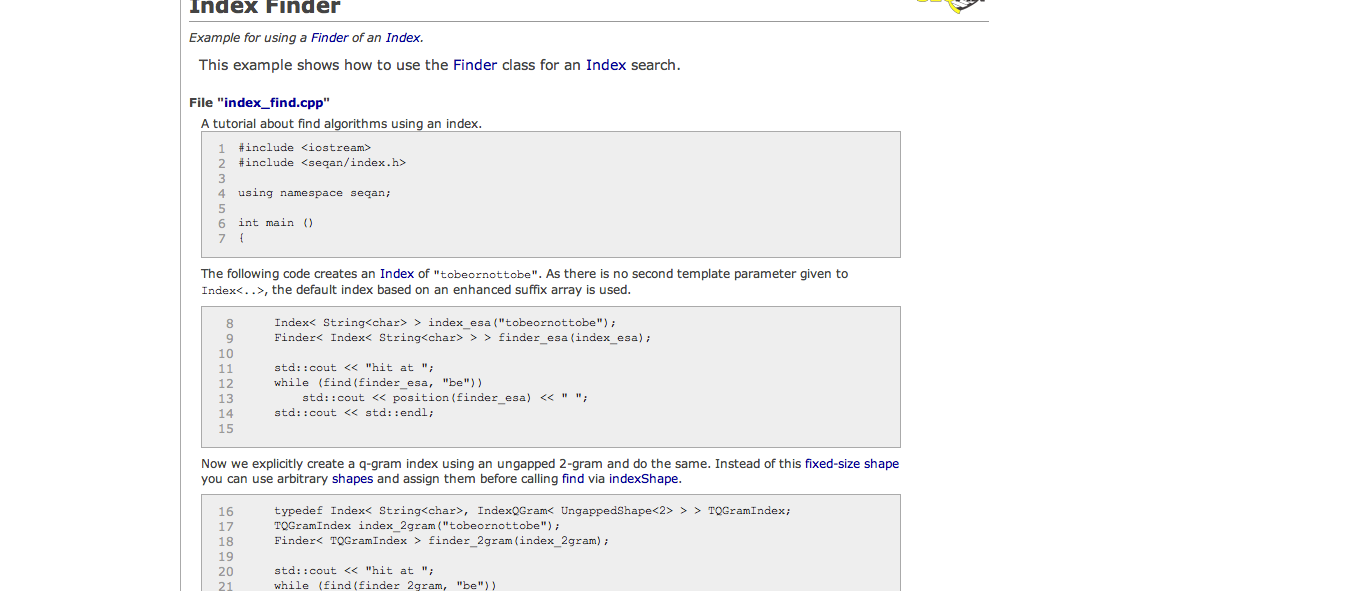 Index Finder
Example for using a Finder of an Index.
This example shows how to use the Finder class for an Index search.
File "index_find.cpp"
A tutorial about find algorithms using an index.
1 #include <iostream>
2 #include <seqan/index.h>
3
4 using namespace seqan;
5
6 int main ()
7 {
The following code creates an Index of "tobeornottobe". As there is no second template parameter given to
Index<..>, the default index based on an enhanced suffix array is used.
8 Index< String<char> > index_esa("tobeornottobe");
9 Finder< Index< String<char> > > finder_esa(index_esa);
10
11 std::cout << "hit at ";
12 while (find(finder_esa, "be"))
13 std::cout << position(finder_esa) << " ";
14 std::cout << std::endl;
15
Now we explicitly create a q-gram index using an ungapped 2-gram and do the same. Instead of this fixed-size shape
you can use arbitrary shapes and assign them before calling find via indexShape.
16 typedef Index< String<char>, IndexQGram< UngappedShape<2> > > TQGramIndex;
17 TQGramIndex index_2gram("tobeornottobe");
18 Finder< TQGramIndex > finder_2gram(index_2gram);
19
20 std::cout << "hit at ";
21 while (find(finder_2gram, "be"))